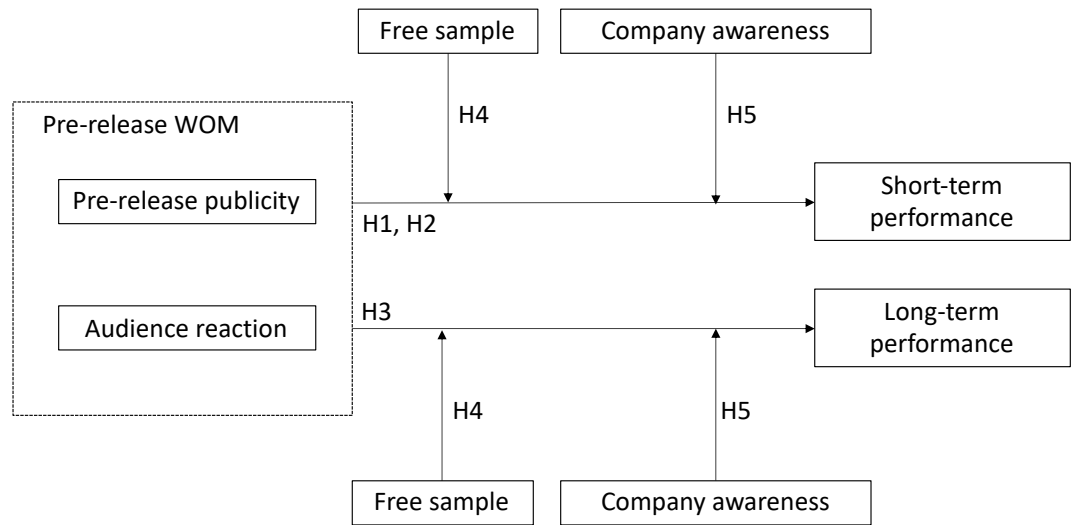 Free sample
Company awareness
H4
H5
Pre-release WOM
Pre-release publicity
Short-term
performance
H1, H2
Audience reaction
H3
Long-term
performance
H4
H5
Free sample
Company awareness